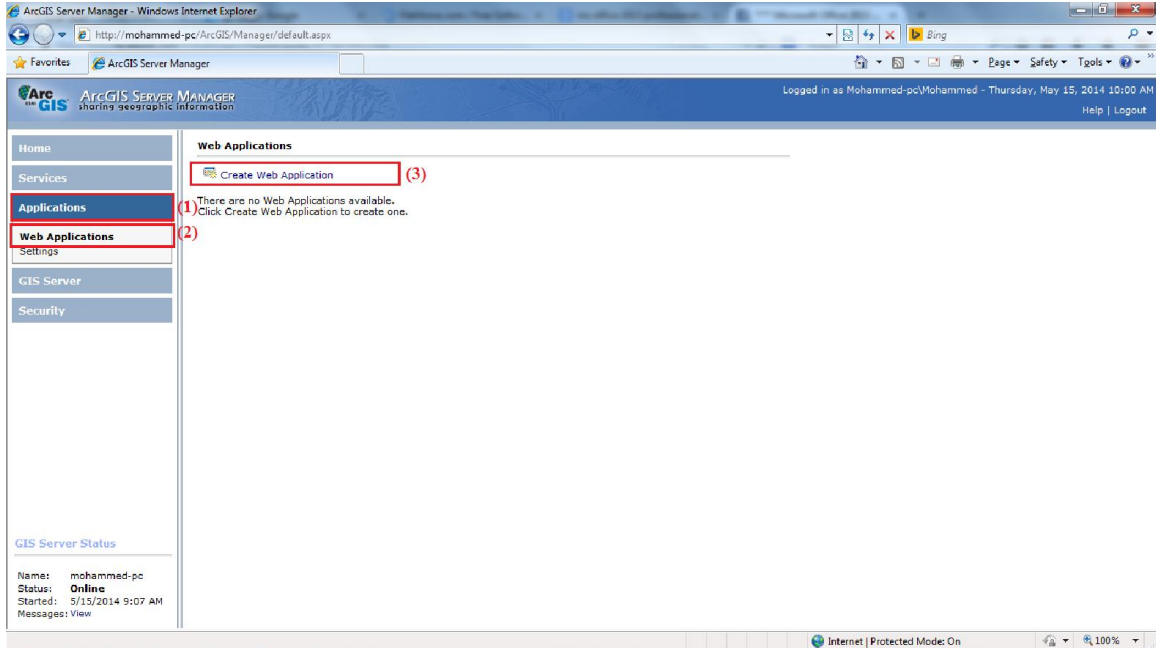 ArcGIS Server Manager - Windows Internet Explorer
http://mohammed-pc/ArcGIS/Manager/default.aspx
Bing
Favorites
ArcGIS Server Manager
Page Safety Tools
Arc GIS
ArcGIS Server Manager
sharing geographic information
Logged in as Mohammed-pc\Mohammed - Thursday, May 15, 2014 10:00 AM
Help | Logout
Home
Services
Applications
(1)
Web Applications
(2)
Settings
GIS Server
Security
Web Applications
Create Web Application
(3)
There are no Web Applications available.
Click Create Web Application to create one.
GIS Server Status
Name: mohammed-pc
Status: Online
Started: 5/15/2014 9:07 AM
Messages: View
Internet | Protected Mode: On
100%